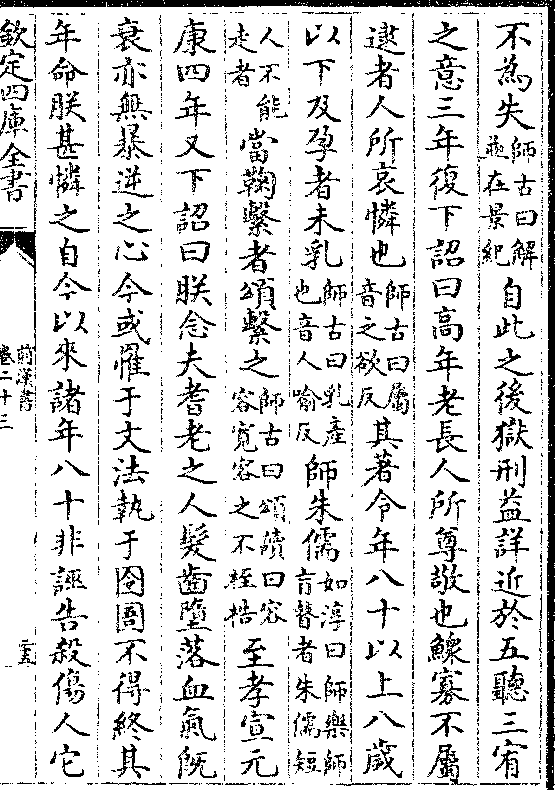 不為失師古曰解並在景紀自此之後獄刑益詳近於五聽三宥
之意三年復下詔曰高年老長人所尊敬也鰥寡不屬
逮者人所哀憐也師古曰屬音之欲反其著令年八十以上八歲
以下及孕者未乳師古曰乳產也音人喻反師朱儒如淳曰師樂師盲瞽者朱儒短
人不能走者當鞠繫者頌繫之師古曰頌讀曰容容寬容之不桎梏至孝宣元
康四年又下詔曰朕念夫耆老之人髮齒墮落血氣既
衰亦無暴逆之心今或罹于文法執于囹圄不得終其
年命朕甚憐之自今以來諸年八十非誣告殺傷人它
欽定四庫全書
前漢書
卷二十三
二十五